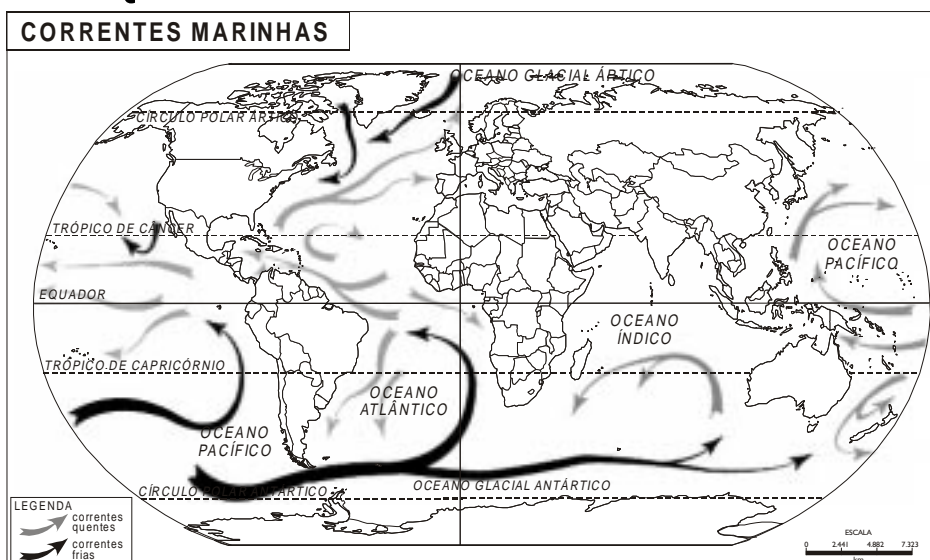 CORRENTES MARINHAS
OCEANO GLACIAL ÁRTICO
CÍRCULO POLAR ÁRTICO
TRÓPICO DE CÂNCER
OCEANO
PACÍFICO
EQUADOR
OCEANO
ÍNDICO
TRÓPICO DE CAPRICÓRNIO
OCEANO
ATLÂNTICO
OCEANO
PACÍFICO
OCEANO GLACIAL ANTÁRTICO
CÍRCULO POLAR ANTÁRTICO
LEGENDA
correntes
quentes
correntes
frias
ESCALA
0 2.441 4.882 7.323
km